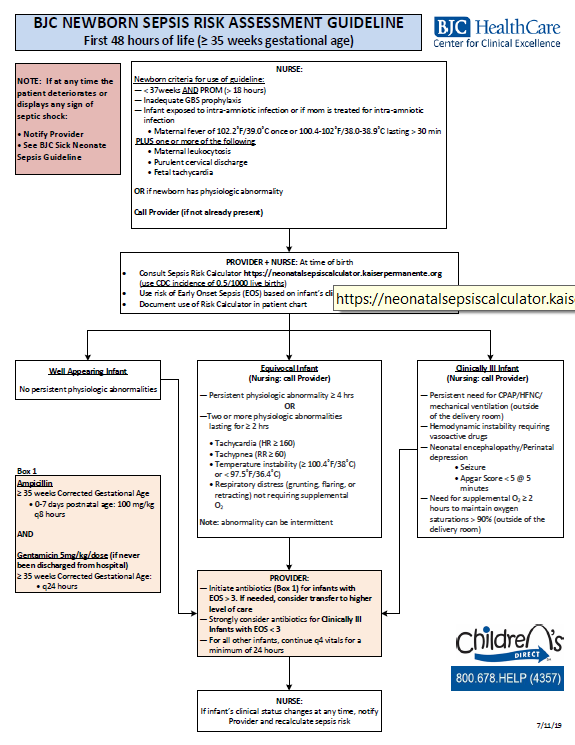 BJC NEWBORN SEPSIS RISK ASSESSMENT GUIDELINE
First 48 hours of life (≥ 35 weeks gestational age)
BJC HealthCare
Center for Clinical Excellence
NOTE: If at any time the
patient deteriorates or
displays any sign of
septic shock:
• Notify Provider
• See BJC Sick Neonate
Sepsis Guideline
NURSE:
Newborn criteria for use of guideline:
— < 37weeks AND PROM (> 18 hours)
— Inadequate GBS prophylaxis
— Infant exposed to intra-amniotic infection or if mom is treated for intra-amniotic
infection
• Maternal fever of 102.2˚F/39.0˚C once or 100.4-102˚F/38.0-38.9˚C lasting > 30 min
PLUS one or more of the following
• Maternal leukocytosis
• Purulent cervical discharge
• Fetal tachycardia
OR if newborn has physiologic abnormality
Call Provider (if not already present)
PROVIDER + NURSE: At time of birth
• Consult Sepsis Risk Calculator https://neonatalsepsiscalculator.kaiserpermanente.org
(use CDC incidence of 0.5/1000 live births)
• Use risk of Early Onset Sepsis (EOS) based on infant's
https://neonatalsepsiscalculator.kaise
• Document use of Risk Calculator in patient chart
Well Appearing Infant
No persistent physiologic abnormalities
Equivocal Infant
(Nursing: call Provider)
— Persistent physiologic abnormality ≥ 4 hrs
OR
—Two or more physiologic abnormalities
lasting for ≥ 2 hrs
• Tachycardia (HR ≥ 160)
• Tachypnea (RR ≥ 60)
• Temperature instability (≥ 100.4˚F/38˚C)
or < 97.5˚F/36.4˚C)
• Respiratory distress (grunting, flaring, or
retracting) not requiring supplemental
O₂
Note: abnormality can be intermittent
Clinically Ill Infant
(Nursing: call Provider)
— Persistent need for CPAP/HFNC/
mechanical ventilation (outside
of the delivery room)
— Hemodynamic instability requiring
vasoactive drugs
— Neonatal encephalopathy/Perinatal
depression
• Seizure
• Apgar Score < 5 @ 5
minutes
— Need for supplemental O₂ ≥ 2
hours to maintain oxygen
saturations > 90% (outside of the
delivery room)
Box 1
Ampicillin
≥ 35 weeks Corrected Gestational Age
• 0-7 days postnatal age: 100 mg/kg
q8 hours
AND
Gentamicin 5mg/kg/dose (if never
been discharged from hospital)
≥ 35 weeks Corrected Gestational Age:
• q24 hours
PROVIDER:
— Initiate antibiotics (Box 1) for infants with
EOS > 3. If needed, consider transfer to higher
level of care
— Strongly consider antibiotics for Clinically Ill
Infants with EOS < 3
— For all other infants, continue q4 vitals for a
minimum of 24 hours
NURSE:
If infant's clinical status changes at any time, notify
Provider and recalculate sepsis risk
Children's
DIRECT
800.678.HELP (4357)
7/11/19